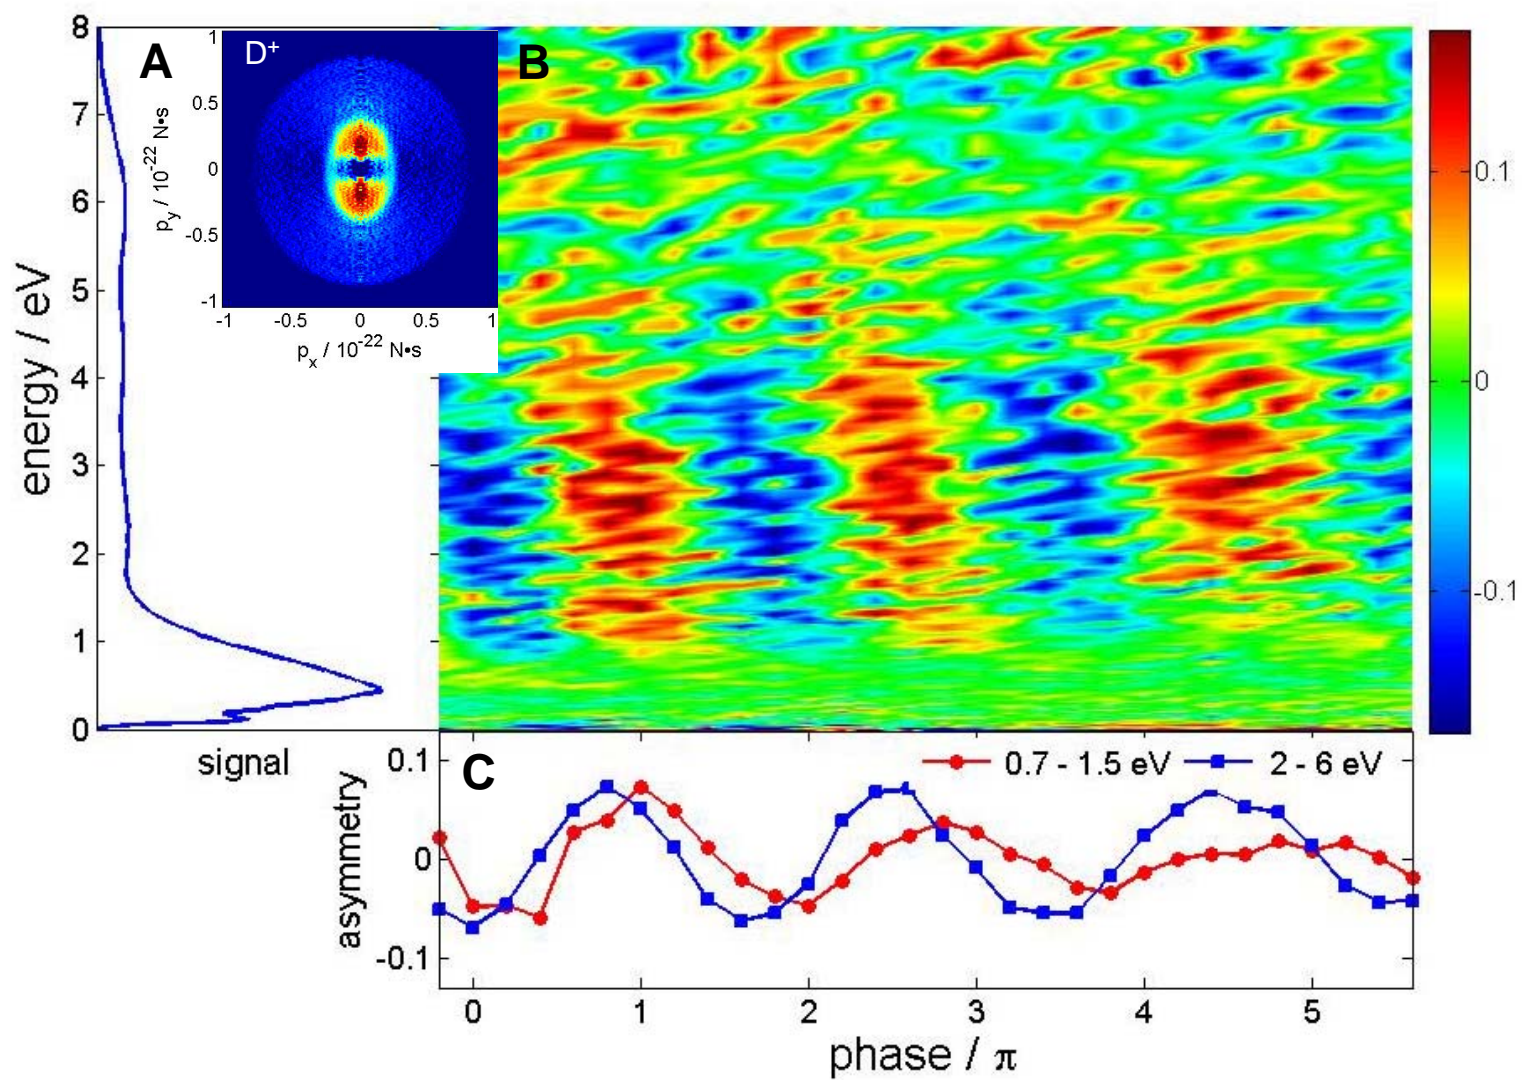 A
B
D+
8
7
6
5
4
3
2
1
0
energy / eV
signal
1
0.5
0
-0.5
-1
py / 10-22 N•s
-1
-0.5
0
0.5
1
px / 10-22 N•s
0.1
0
-0.1
C
0.7 - 1.5 eV
2 - 6 eV
0.1
0
-0.1
asymmetry
0
1
2
3
4
5
phase / π